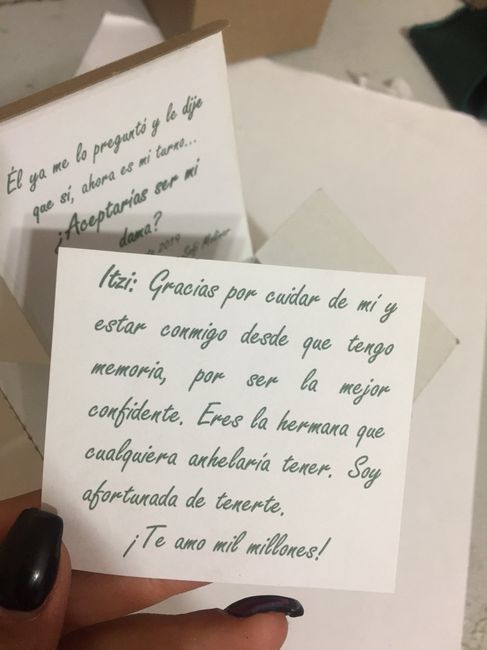 Él ya me lo preguntó y le dije
que sí, ahora es mi turno...
¿Aceptarías ser mi
dama?
2019
Itzi: Gracias por cuidar de mí y
estar conmigo desde que tengo
memoria, por ser la mejor
confidente. Eres la hermana que
cualquiera anhelaría tener. Soy
afortunada de tenerte.
¡Te amo mil millones!